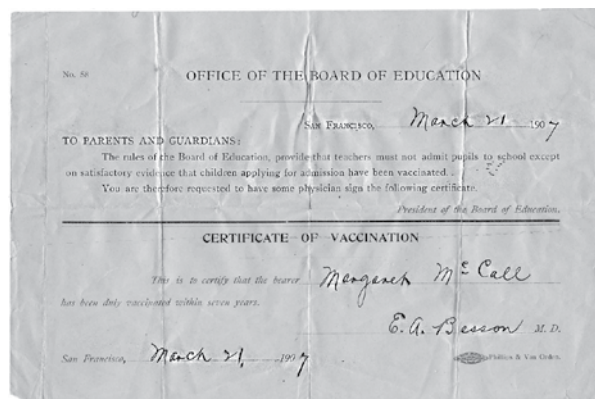 No. 88
OFFICE OF THE BOARD OF EDUCATION
San Francisco, March 21 1907
TO PARENTS AND GUARDIANS:
The rules of the Board of Education, provide that teachers must not admit pupils to school except
on satisfactory evidence that children applying for admission have been vaccinated.
You are therefore requested to have some physician sign the following certificate.
President of the Board of Education.
CERTIFICATE OF VACCINATION
This is to certify that the bearer Margaret McCall
has been duly vaccinated within seven years.
E. A. Besson M. D.
San Francisco, March 21, 1907
Phillips & Van Orden.